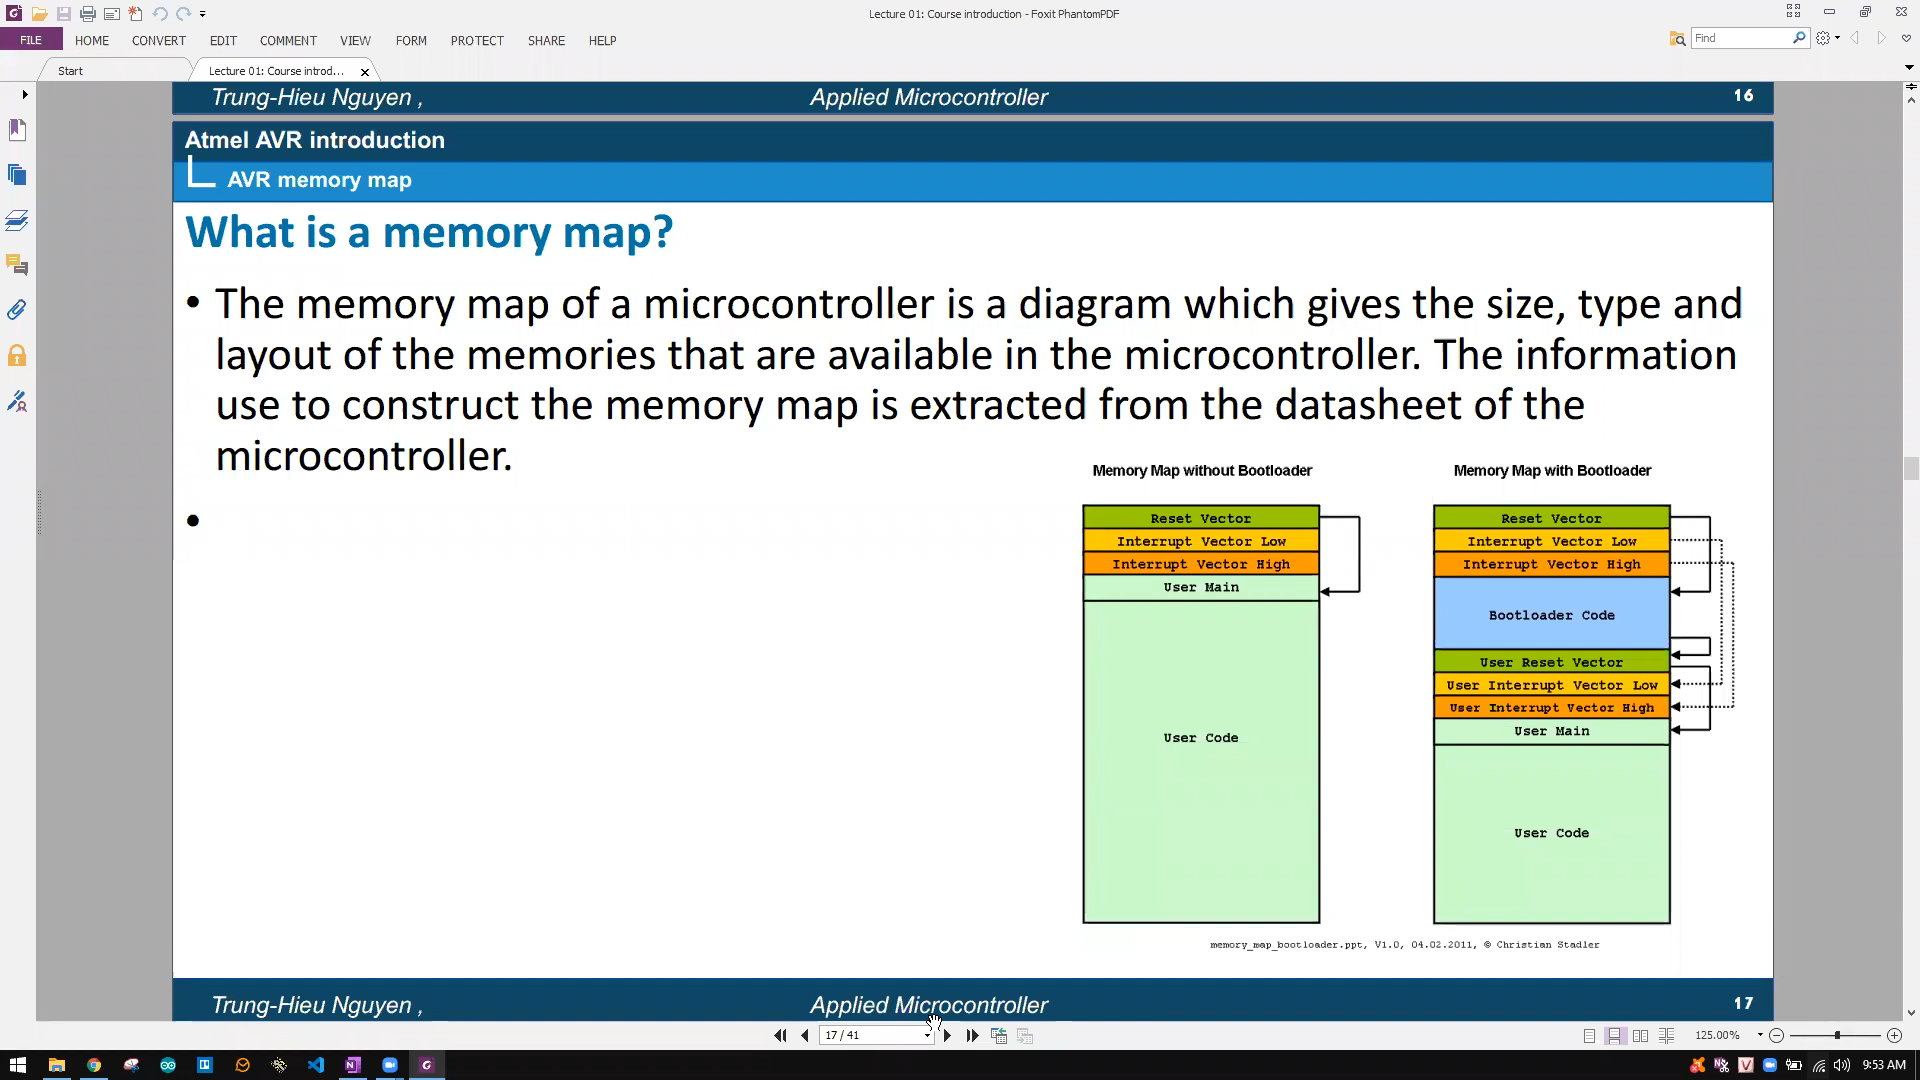 Lecture 01: Course introduction - Foxit PhantomPDF
FILE HOME CONVERT EDIT COMMENT VIEW FORM PROTECT SHARE HELP
Find
Start
Lecture 01: Course introd...
Trung-Hieu Nguyen , Applied Microcontroller 16
Atmel AVR introduction
AVR memory map
What is a memory map?
• The memory map of a microcontroller is a diagram which gives the size, type and
layout of the memories that are available in the microcontroller. The information
use to construct the memory map is extracted from the datasheet of the
microcontroller.
•
Memory Map without Bootloader
Reset Vector
Interrupt Vector Low
Interrupt Vector High
User Main
User Code
Memory Map with Bootloader
Reset Vector
Interrupt Vector Low
Interrupt Vector High
Bootloader Code
User Reset Vector
User Interrupt Vector Low
User Interrupt Vector High
User Main
User Code
memory_map_bootloader.ppt, V1.0, 04.02.2011, © Christian Stadler
Trung-Hieu Nguyen , Applied Microcontroller 17
17 / 41
125.00%
9:53 AM